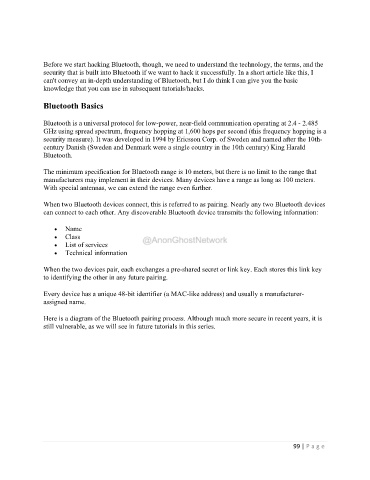 Before we start hacking Bluetooth, though, we need to understand the technology, the terms, and the
security that is built into Bluetooth if we want to hack it successfully. In a short article like this, I
can't convey an in-depth understanding of Bluetooth, but I do think I can give you the basic
knowledge that you can use in subsequent tutorials/hacks.
Bluetooth Basics
Bluetooth is a universal protocol for low-power, near-field communication operating at 2.4 - 2.485
GHz using spread spectrum, frequency hopping at 1,600 hops per second (this frequency hopping is a
security measure). It was developed in 1994 by Ericsson Corp. of Sweden and named after the 10th-
century Danish (Sweden and Denmark were a single country in the 10th century) King Harald
Bluetooth.
The minimum specification for Bluetooth range is 10 meters, but there is no limit to the range that
manufacturers may implement in their devices. Many devices have a range as long as 100 meters.
With special antennas, we can extend the range even further.
When two Bluetooth devices connect, this is referred to as pairing. Nearly any two Bluetooth devices
can connect to each other. Any discoverable Bluetooth device transmits the following information:
• Name
• Class
• List of services
• Technical information
@AnonGhostNetwork
When the two devices pair, each exchanges a pre-shared secret or link key. Each stores this link key
to identifying the other in any future pairing.
Every device has a unique 48-bit identifier (a MAC-like address) and usually a manufacturer-
assigned name.
Here is a diagram of the Bluetooth pairing process. Although much more secure in recent years, it is
still vulnerable, as we will see in future tutorials in this series.
99 | Page